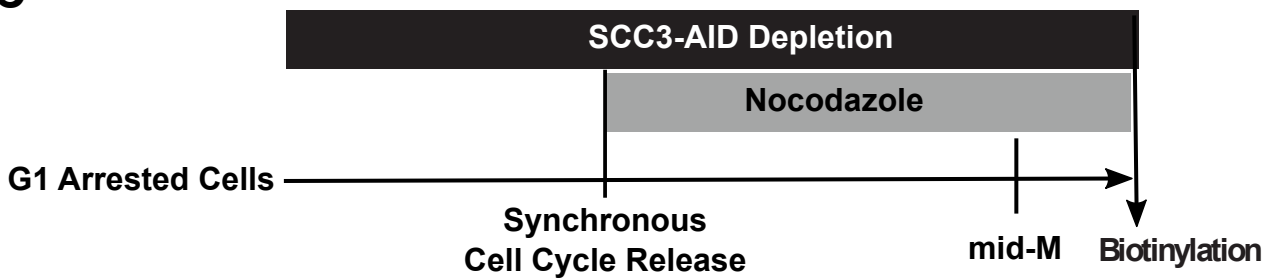 SCC3-AID Depletion
Nocodazole
G1 Arrested Cells
Synchronous
Cell Cycle Release
mid-M
Biotinylation